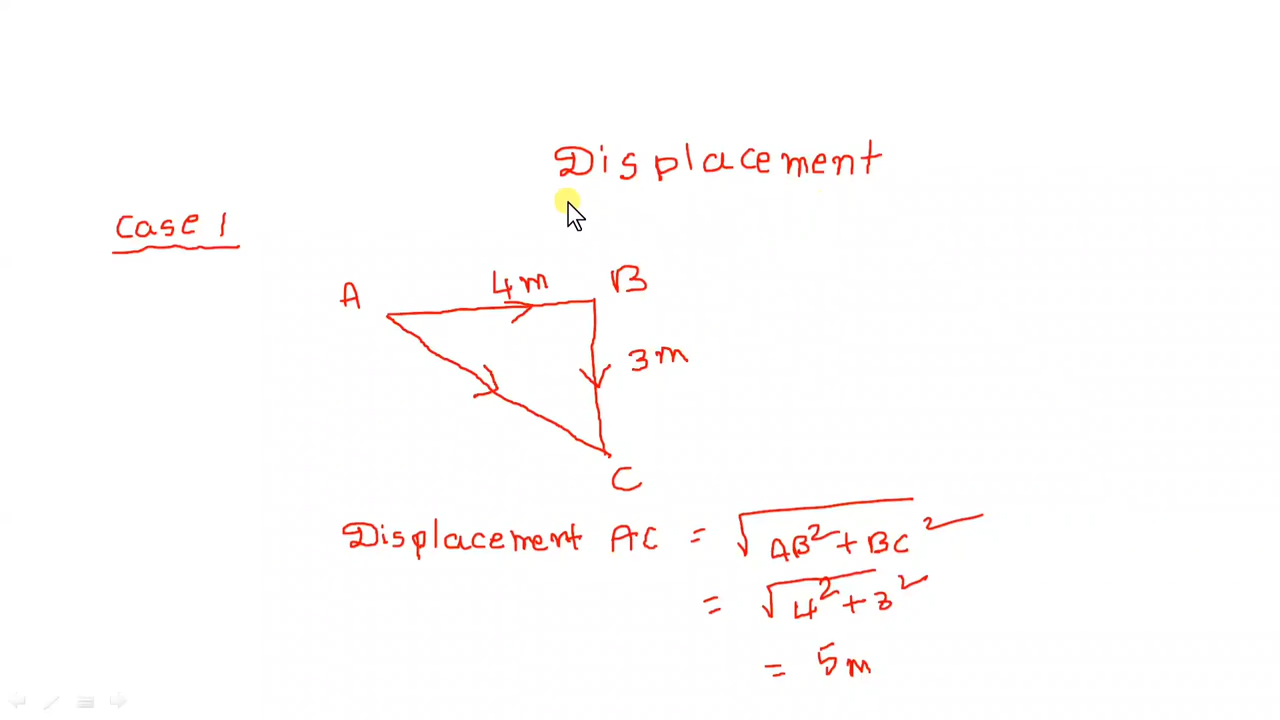 Displacement
Case 1
A 4m B
3m
C
Displacement AC = √AB²+BC²
= √4²+3²
= 5m